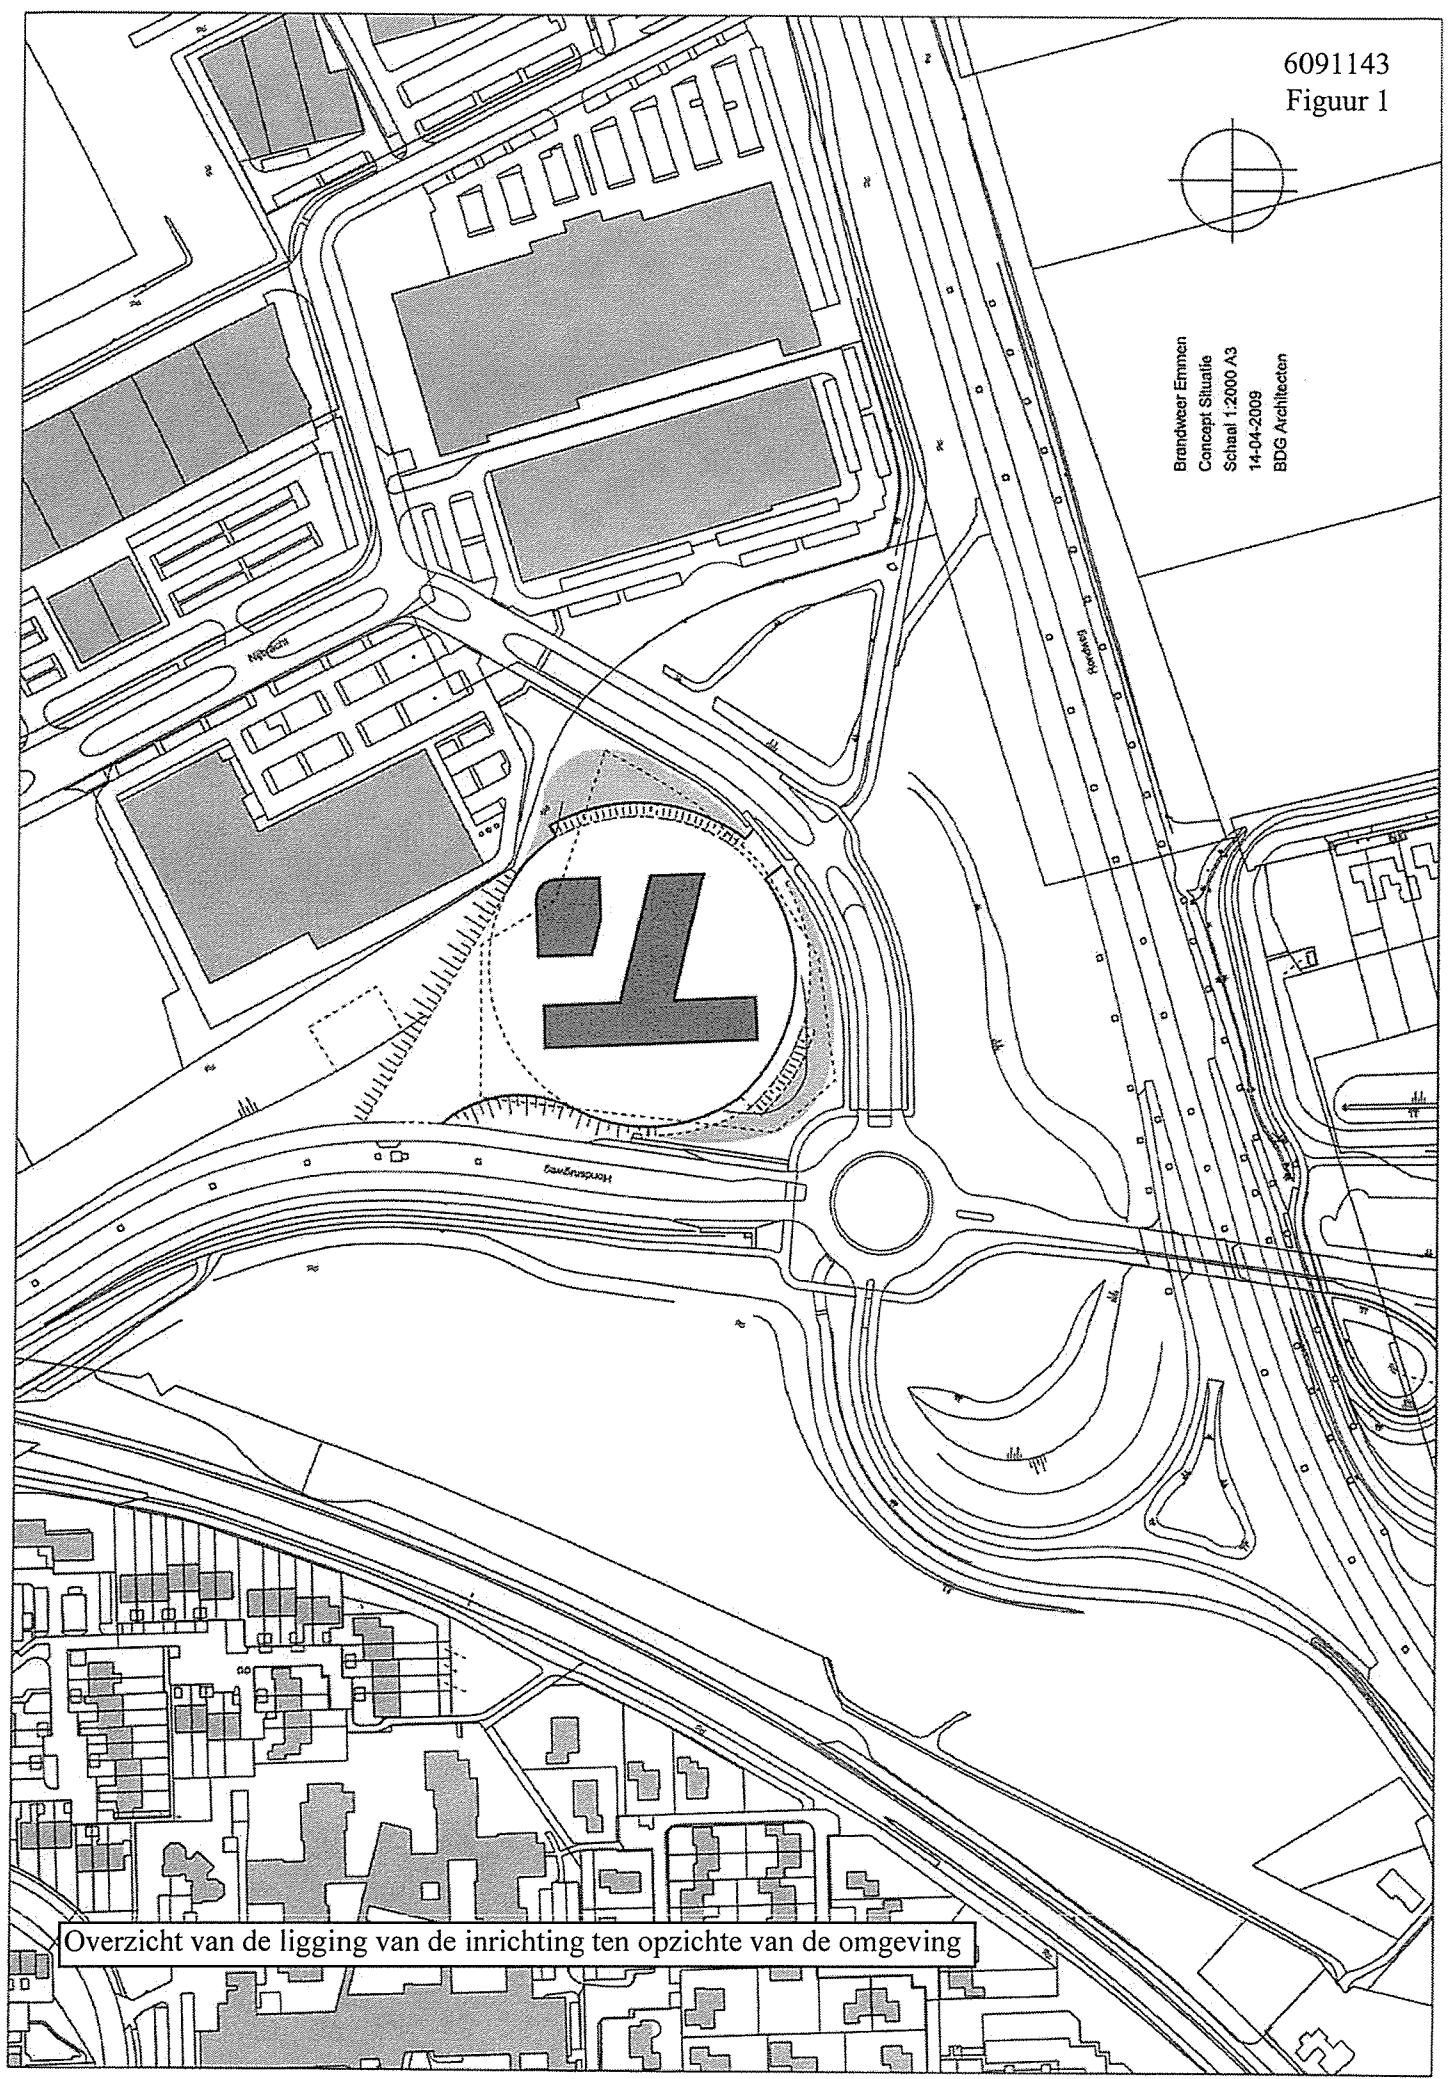 6091143
Figuur 1
Brandweer Emmen
Concept Situatie
Schaal 1:2000 A3
14-04-2009
BDG Architecten
Nijbracht
Rondweg
Hondsrugweg
Overzicht van de ligging van de inrichting ten opzichte van de omgeving